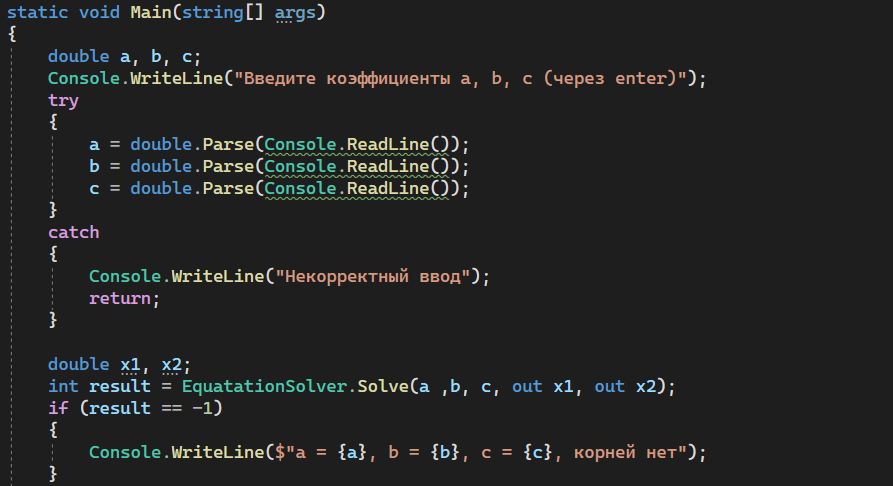 static void Main(string[] args)
{
double a, b, c;
Console.WriteLine("Введите коэффициенты a, b, c (через enter)");
try
{
a = double.Parse(Console.ReadLine());
b = double.Parse(Console.ReadLine());
c = double.Parse(Console.ReadLine());
}
catch
{
Console.WriteLine("Некорректный ввод");
return;
}
double x1, x2;
int result = EquatationSolver.Solve(a ,b, c, out x1, out x2);
if (result == -1)
{
Console.WriteLine($"a = {a}, b = {b}, c = {c}, корней нет");
}